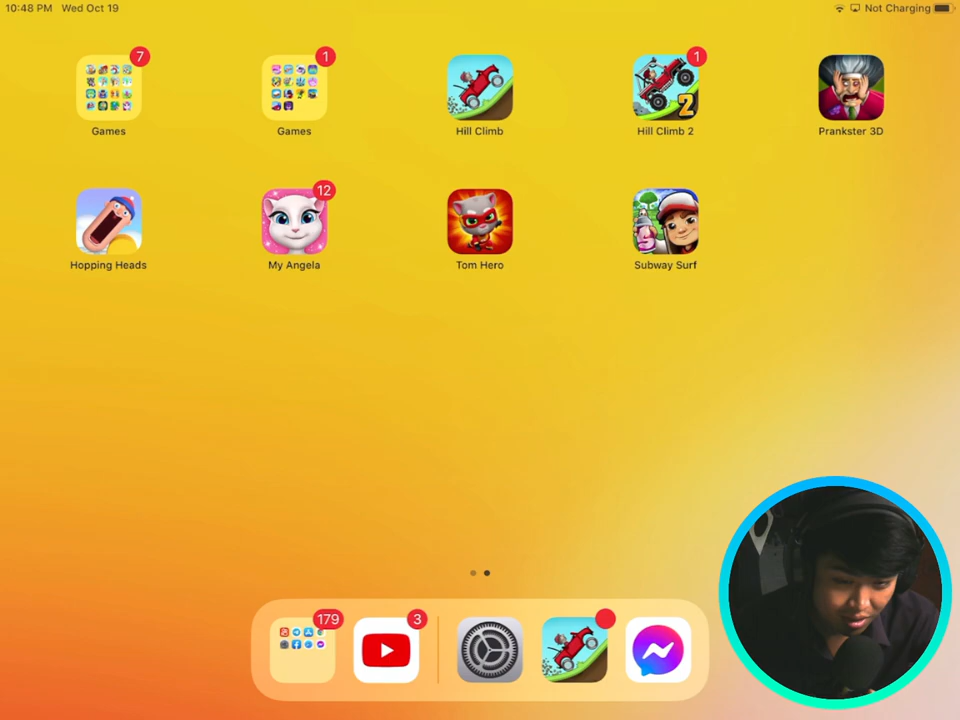 10:48 PM Wed Oct 19
Not Charging
7
1
1
Games
Games
Hill Climb
2
Hill Climb 2
Prankster 3D
12
Hopping Heads
My Angela
Tom Hero
Subway Surf
179
3